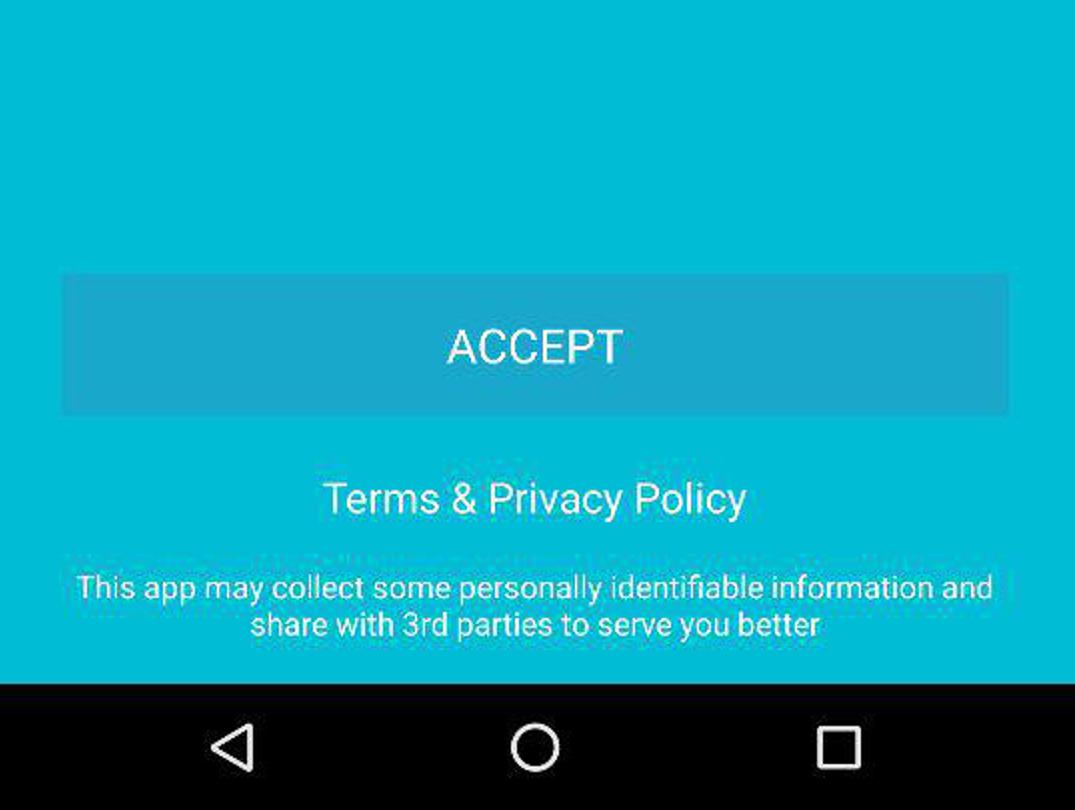 ACCEPT
Terms & Privacy Policy
This app may collect some personally identifiable information and
share with 3rd parties to serve you better